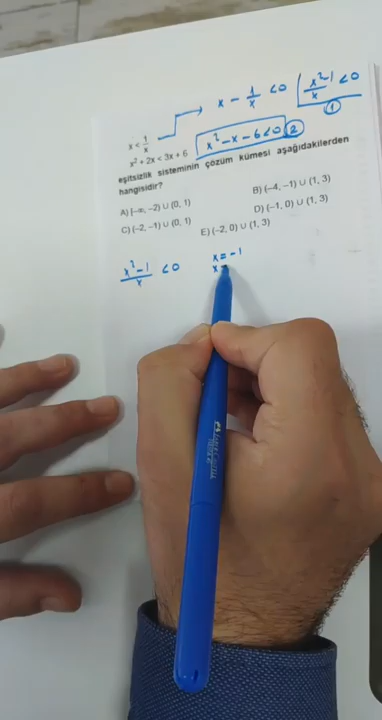 x - 1/x < 0
x²-1/x < 0
1
x < 1/x
x² + 2x < 3x + 6
x² - x - 6 < 0
2
eşitsizlik sisteminin çözüm kümesi aşağıdakilerden
hangisidir?
A) (-∞, -2) ∪ (0, 1)
B) (-4, -1) ∪ (1, 3)
C) (-2, -1) ∪ (0, 1)
D) (-1, 0) ∪ (1, 3)
E) (-2, 0) ∪ (1, 3)
x²-1/x < 0
x = -1
x =